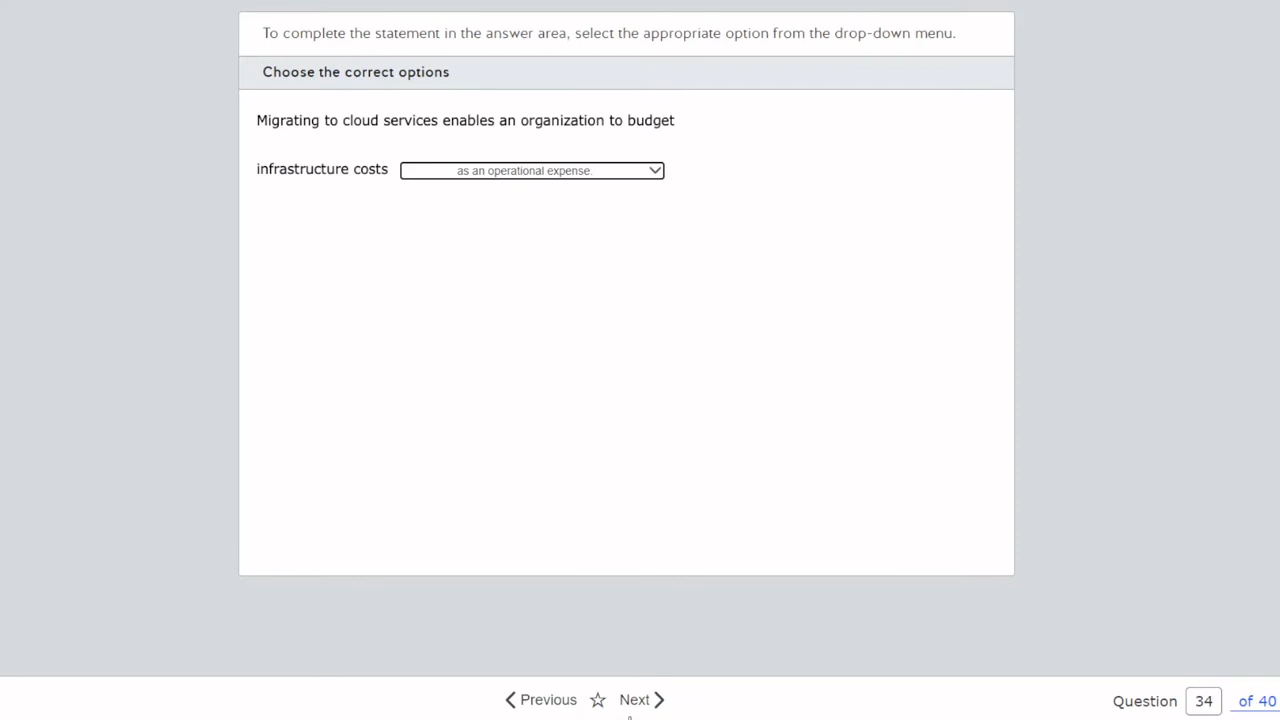 To complete the statement in the answer area, select the appropriate option from the drop-down menu.
Choose the correct options
Migrating to cloud services enables an organization to budget
infrastructure costs as an operational expense.
Previous Next Question 34 of 40